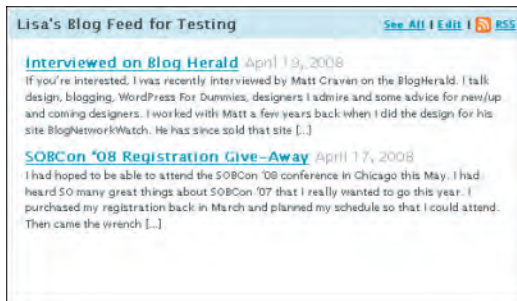 Lisa's Blog Feed for Testing See All | Edit | RSS
Interviewed on Blog Herald April 19, 2008
If you're interested, I was recently interviewed by Matt Craven on the BlogHerald. I talk
design, blogging, WordPress For Dummies, designers I admire and some advice for new/up
and coming designers. I worked with Matt a few years back when I did the design for his
site BlogNetworkWatch. He has since sold that site [...]
SOBCon '08 Registration Give-Away April 17, 2008
I had hoped to be able to attend the SOBCon '08 conference in Chicago this May. I had
heard SO many great things about SOBCon '07 that I really wanted to go this year. I
purchased my registration back in March and planned my schedule so that I could attend.
Then came the wrench [...]